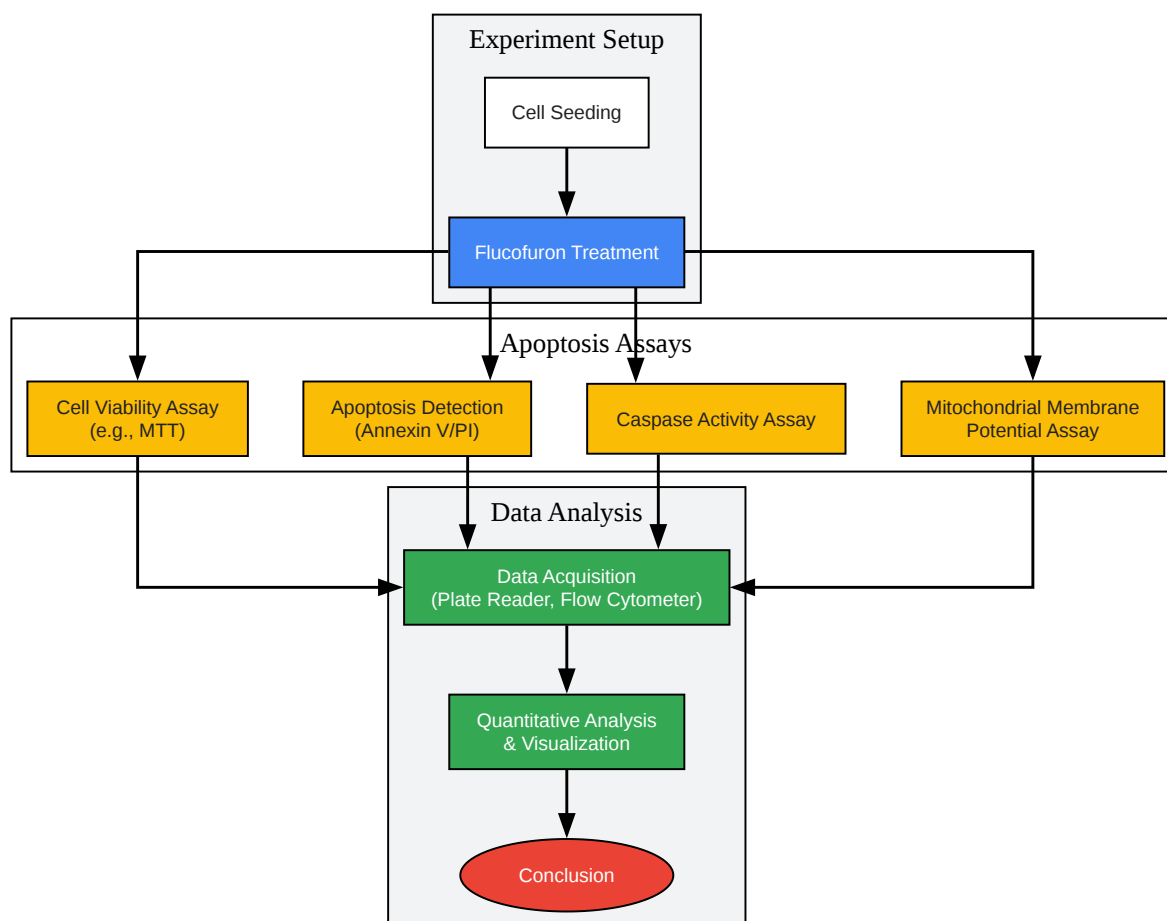 Experiment Setup
Cell Seeding
Flucofuron Treatment
Apoptosis Assays
Cell Viability Assay
(e.g., MTT)
Apoptosis Detection
(Annexin V/PI)
Caspase Activity Assay
Mitochondrial Membrane
Potential Assay
Data Analysis
Data Acquisition
(Plate Reader, Flow Cytometer)
Quantitative Analysis
& Visualization
Conclusion